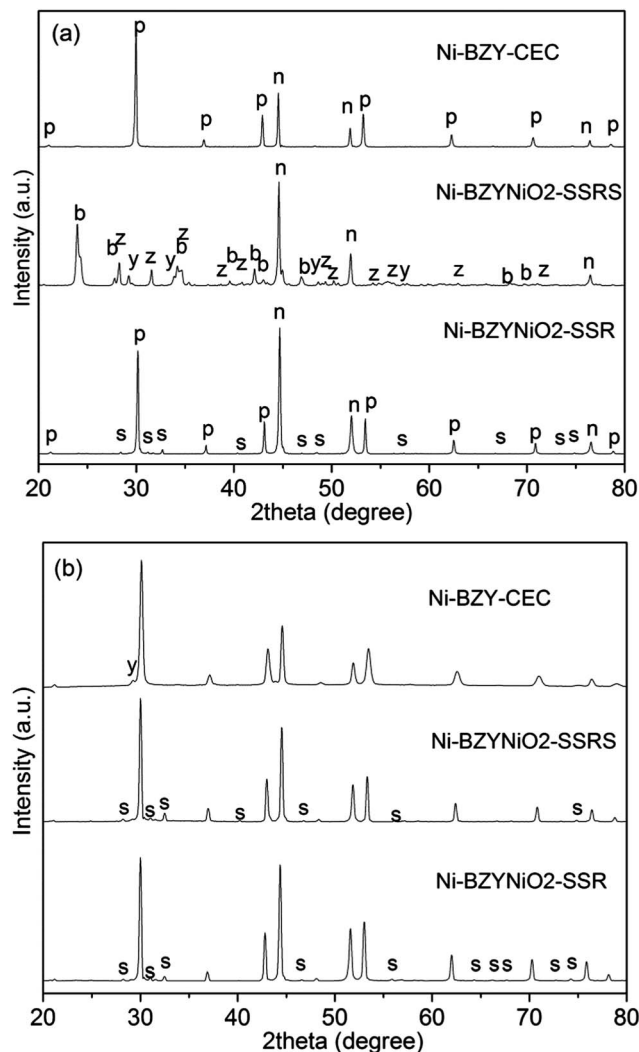 (a)
Ni-BZY-CEC
p p p p n n p p p n p
Ni-BZYNiO2-SSRS
b b z y z y b z z b z b b b y z z n n z y z b b z n
Ni-BZYNiO2-SSR
p s p s s p s p n s s n p s p s p s s n p
20 30 40 50 60 70 80
2theta (degree)
Intensity (a.u.)
(b)
Ni-BZY-CEC
y
Ni-BZYNiO2-SSRS
s s s s s s s
Ni-BZYNiO2-SSR
s s s s s s s s s s
20 30 40 50 60 70 80
2theta (degree)
Intensity (a.u.)